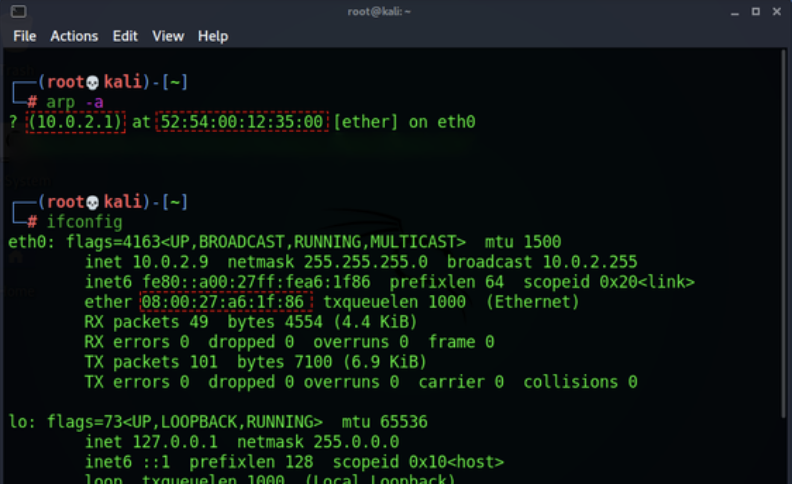 root@kali: ~
File Actions Edit View Help
(root💀kali)-[~]
# arp -a
? (10.0.2.1) at 52:54:00:12:35:00 [ether] on eth0
(root💀kali)-[~]
# ifconfig
eth0: flags=4163<UP,BROADCAST,RUNNING,MULTICAST> mtu 1500
inet 10.0.2.9 netmask 255.255.255.0 broadcast 10.0.2.255
inet6 fe80::a00:27ff:fea6:1f86 prefixlen 64 scopeid 0x20<link>
ether 08:00:27:a6:1f:86 txqueuelen 1000 (Ethernet)
RX packets 49 bytes 4554 (4.4 KiB)
RX errors 0 dropped 0 overruns 0 frame 0
TX packets 101 bytes 7100 (6.9 KiB)
TX errors 0 dropped 0 overruns 0 carrier 0 collisions 0
lo: flags=73<UP,LOOPBACK,RUNNING> mtu 65536
inet 127.0.0.1 netmask 255.0.0.0
inet6 ::1 prefixlen 128 scopeid 0x10<host>
loop txqueuelen 1000 (Local Loopback)